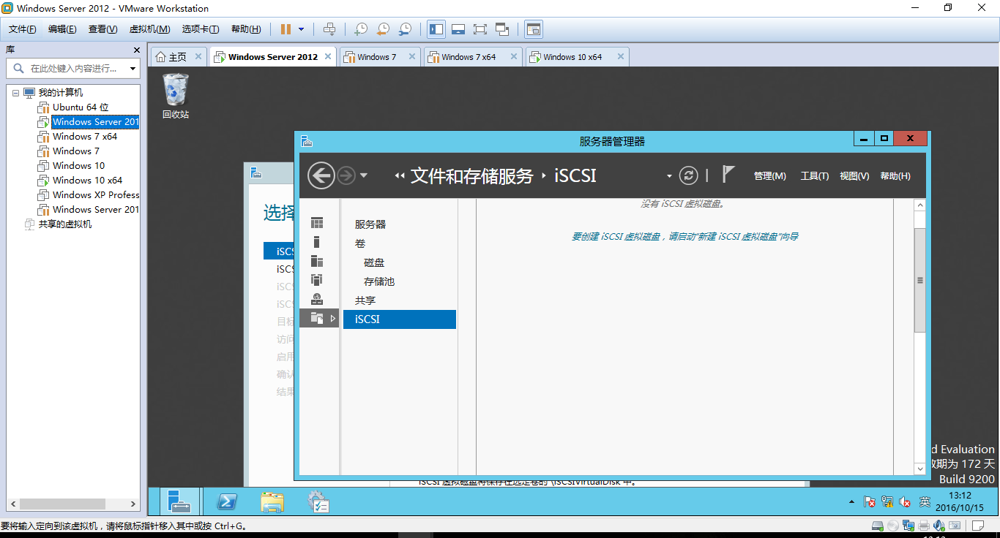 Windows Server 2012 - VMware Workstation
文件(F) 编辑(E) 查看(V) 虚拟机(M) 选项卡(T) 帮助(H)
库
在此处键入内容进行...
我的计算机
Ubuntu 64 位
Windows Server 201
Windows 7 x64
Windows 7
Windows 10
Windows 10 x64
Windows XP Profess
Windows Server 201
共享的虚拟机
主页 Windows Server 2012 Windows 7 Windows 7 x64 Windows 10 x64
回收站
选择
iSCS
iSCS
iSCS
iSCS
目标
访问
启用
确认
结果
服务器管理器
文件和存储服务 iSCSI
管理(M) 工具(T) 视图(V) 帮助(H)
服务器
卷
磁盘
存储池
共享
iSCSI
没有 iSCSI 虚拟磁盘。
要创建 iSCSI 虚拟磁盘，请启动“新建 iSCSI 虚拟磁盘”向导
iSCSI 虚拟磁盘将保存在选定卷的 \iSCSIVirtualDisk 中。
d Evaluation
效期为 172 天
Build 9200
英
13:12
2016/10/15
要将输入定向到该虚拟机，请将鼠标指针移入其中或按 Ctrl+G。